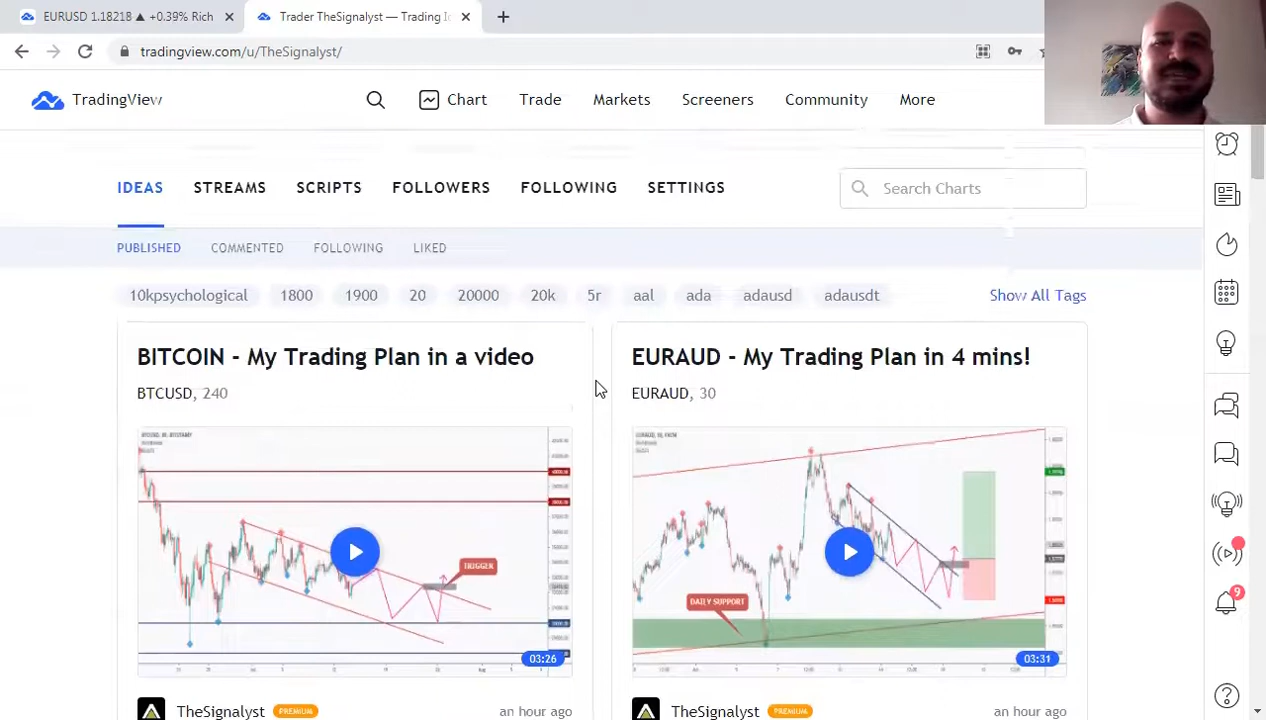 EURUSD 1.18218 ▲ +0.39% Rich
Trader TheSignalyst — Trading Ic
tradingview.com/u/TheSignalyst/
TradingView
Chart
Trade
Markets
Screeners
Community
More
IDEAS
STREAMS
SCRIPTS
FOLLOWERS
FOLLOWING
SETTINGS
Search Charts
PUBLISHED
COMMENTED
FOLLOWING
LIKED
10kpsychological
1800
1900
20
20000
20k
5r
aal
ada
adausd
adausdt
Show All Tags
BITCOIN - My Trading Plan in a video
BTCUSD, 240
TRIGGER
03:26
TheSignalyst
PREMIUM
an hour ago
EURAUD - My Trading Plan in 4 mins!
EURAUD, 30
DAILY SUPPORT
03:31
TheSignalyst
PREMIUM
an hour ago
9